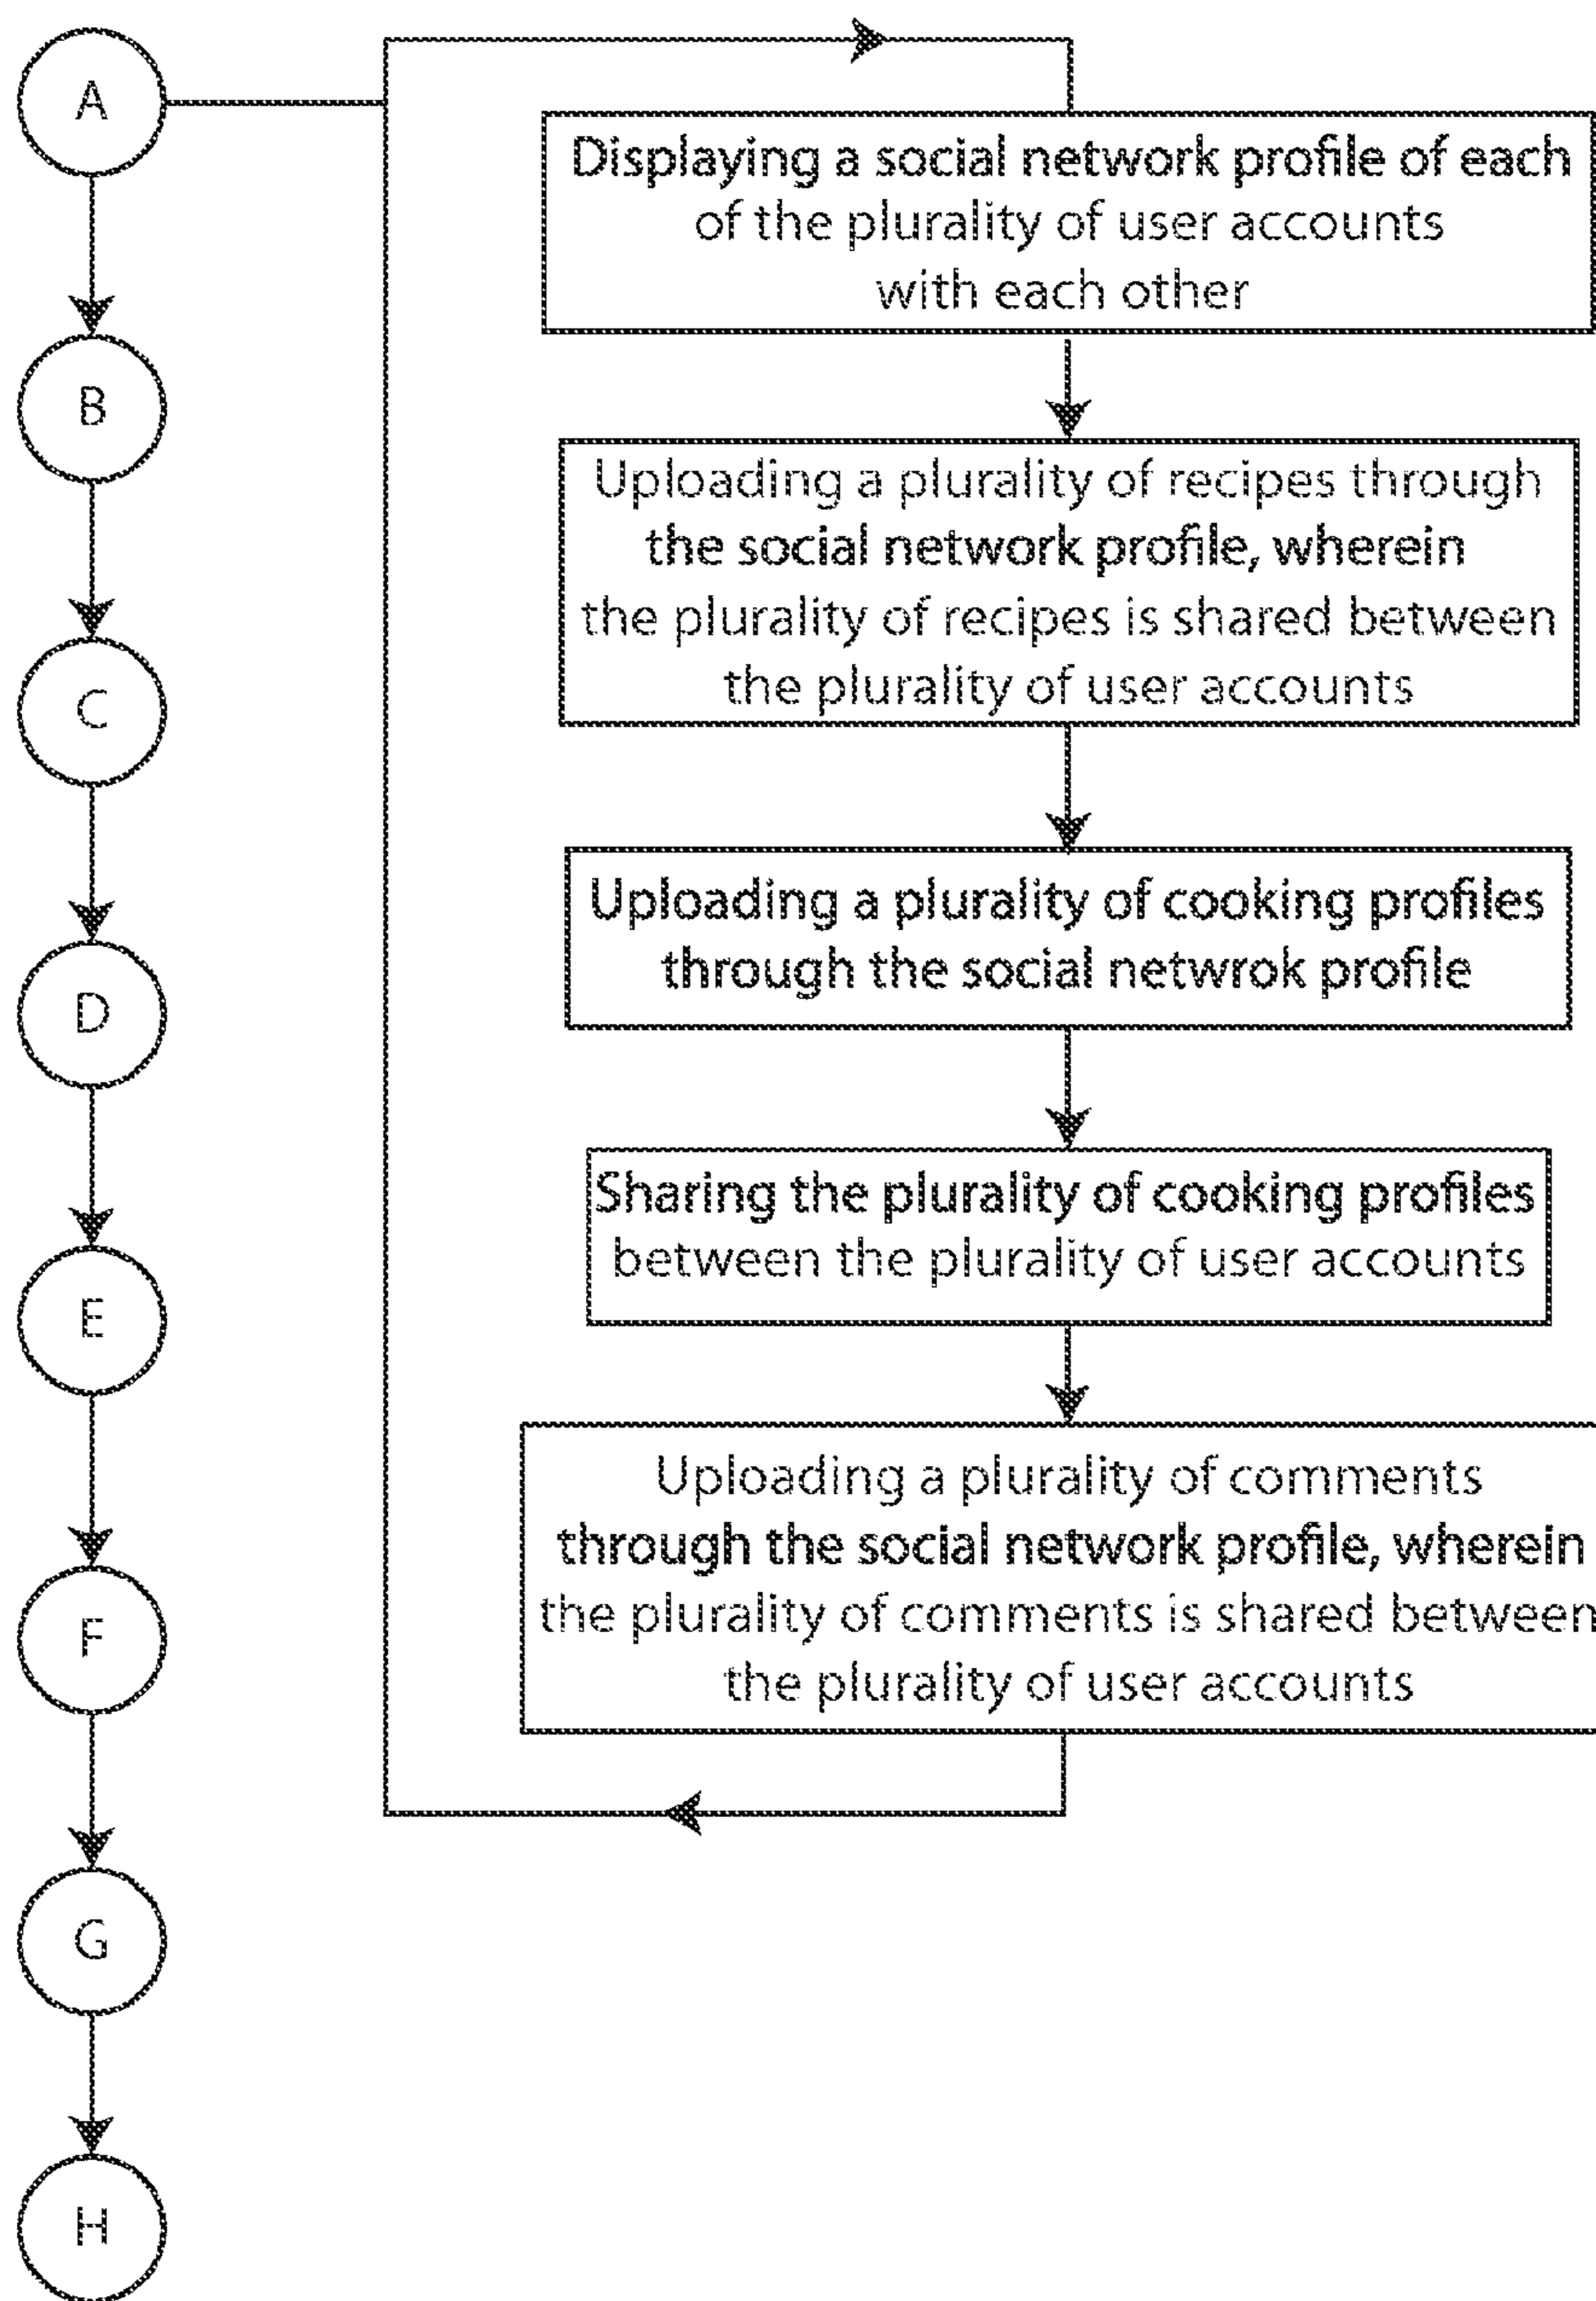 A
B
C
D
E
F
G
H
Displaying a social network profile of each
of the plurality of user accounts
with each other
Uploading a plurality of recipes through
the social network profile, wherein
the plurality of recipes is shared between
the plurality of user accounts
Uploading a plurality of cooking profiles
through the social netwrok profile
Sharing the plurality of cooking profiles
between the plurality of user accounts
Uploading a plurality of comments
through the social network profile, wherein
the plurality of comments is shared between
the plurality of user accounts